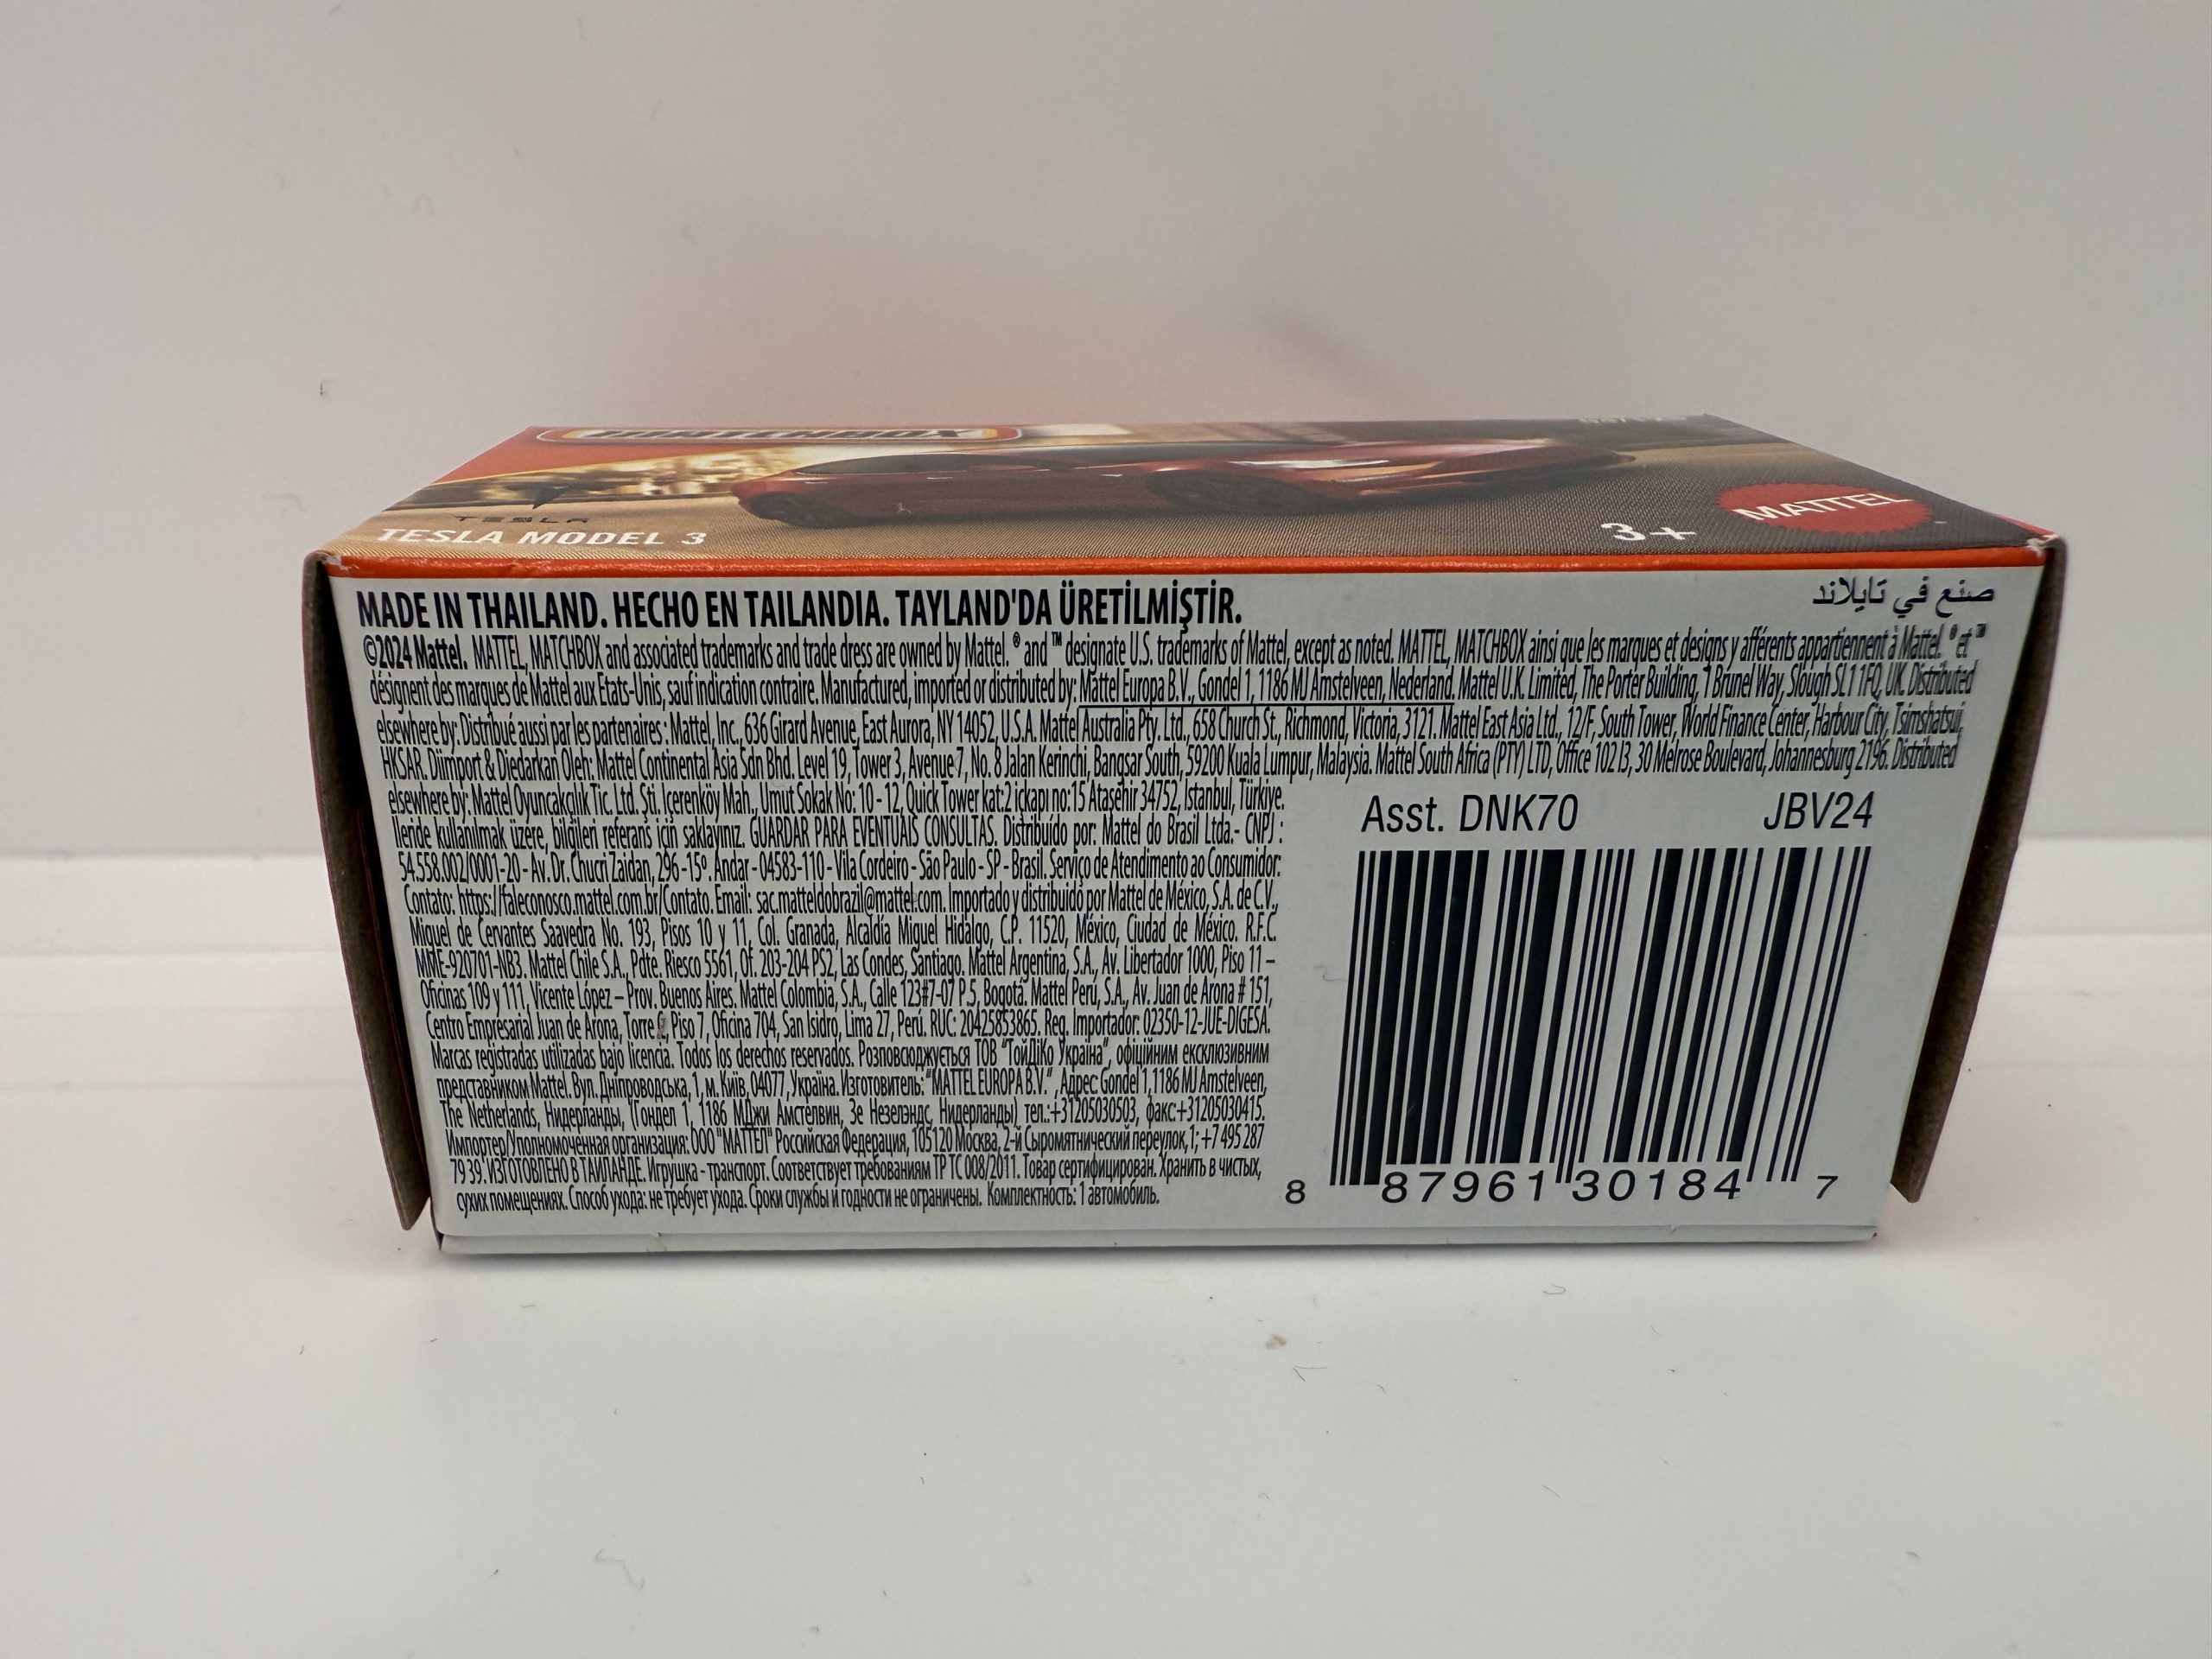 MATCHBOX
TESLA
TESLA MODEL 3
3+
MATTEL
MADE IN THAILAND. HECHO EN TAILANDIA. TAYLAND'DA ÜRETİLMİŞTİR.
صنع في تايلاند
©2024 Mattel. MATTEL, MATCHBOX and associated trademarks and trade dress are owned by Mattel. ® and ™ designate U.S. trademarks of Mattel, except as noted. MATTEL, MATCHBOX ainsi que les marques et designs y afférents appartiennent à Mattel. ® et ™
désignent des marques de Mattel aux Etats-Unis, sauf indication contraire. Manufactured, imported or distributed by: Mattel Europa B.V., Gondel 1, 1186 MJ Amstelveen, Nederland. Mattel U.K. Limited, The Porter Building, 1 Brunel Way, Slough SL1 1FQ, UK. Distributed
elsewhere by: Distribué aussi par les partenaires : Mattel, Inc., 636 Girard Avenue, East Aurora, NY 14052, U.S.A. Mattel Australia Pty. Ltd., 658 Church St., Richmond, Victoria, 3121. Mattel East Asia Ltd., 12/F, South Tower, World Finance Center, Harbour City, Tsimshatsui,
HKSAR. Diimport & Diedarkan Oleh: Mattel Continental Asia Sdn Bhd. Level 19, Tower 3, Avenue 7, No. 8 Jalan Kerinchi, Bangsar South, 59200 Kuala Lumpur, Malaysia. Mattel South Africa (PTY) LTD, Office 102 I3, 30 Melrose Boulevard, Johannesburg 2196. Distributed
elsewhere by: Mattel Oyuncakçılık Tic. Ltd. Şti. İçerenköy Mah., Umut Sokak No: 10 - 12, Quick Tower kat:2 içkapı no:15 Ataşehir 34752, İstanbul, Türkiye.
İleride kullanılmak üzere, bilgileri referans için saklayınız. GUARDAR PARA EVENTUAIS CONSULTAS. Distribuído por: Mattel do Brasil Ltda.- CNPJ :
54.558.002/0001-20 - Av. Dr. Chucri Zaidan, 296 -15º. Andar - 04583-110 - Vila Cordeiro - São Paulo - SP - Brasil. Serviço de Atendimento ao Consumidor:
Contato: https://faleconosco.mattel.com.br/Contato. Email: sac.matteldobrazil@mattel.com. Importado y distribuido por Mattel de México, S.A. de C.V.,
Miguel de Cervantes Saavedra No. 193, Pisos 10 y 11, Col. Granada, Alcaldía Miguel Hidalgo, C.P. 11520, México, Ciudad de México. R.F.C.
MME-920701-NB3. Mattel Chile S.A., Pdte. Riesco 5561, Of. 203-204 PS2, Las Condes, Santiago. Mattel Argentina, S.A., Av. Libertador 1000, Piso 11 –
Oficinas 109 y 111, Vicente López – Prov. Buenos Aires. Mattel Colombia, S.A., Calle 123#7-07 P.5, Bogotá. Mattel Perú, S.A., Av. Juan de Arona # 151,
Centro Empresarial Juan de Arona, Torre C, Piso 7, Oficina 704, San Isidro, Lima 27, Perú. RUC: 20425853865. Reg. Importador: 02350-12-JUE-DIGESA.
Marcas registradas utilizadas bajo licencia. Todos los derechos reservados. Розповсюджується ТОВ "ТойДіКо Україна", офіційним ексклюзивним
представником Mattel. Вул. Дніпроводська, 1, м. Київ, 04077, Україна. Изготовитель: "MATTEL EUROPA B.V.", Адрес Gondel 1, 1186 MJ Amstelveen,
The Netherlands, Нидерланды, (Гондел 1, 1186 МДжи Амстелвин, Зе Незелэндс, Нидерланды) тел.:+31205030503, факс:+31205030415.
Импортер/Уполномоченная организация: ООО "МАТТЕЛ" Российская Федерация, 105120 Москва, 2-й Сыромятнический переулок,1; +7 495 287
79 39. ИЗГОТОВЛЕНО В ТАИЛАНДЕ. Игрушка - транспорт. Соответствует требованиям ТР ТС 008/2011. Товар сертифицирован. Хранить в чистых,
сухих помещениях. Способ ухода: не требует ухода. Сроки службы и годности не ограничены. Комплектность: 1 автомобиль.
Asst. DNK70 JBV24
8 87961 30184 7